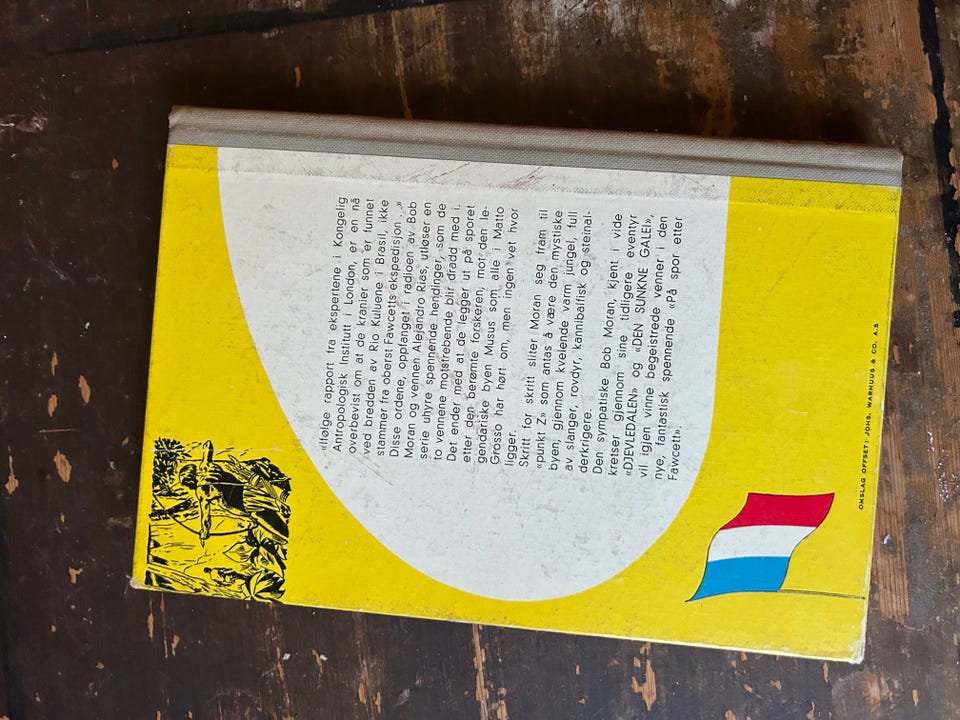 «Ifølge rapport fra ekspertene i Kongelig
Antropologisk Institutt i London, er en nå
overbevist om at de kranier som er funnet
ved bredden av Rio Kuluene i Brasil, ikke
stammer fra oberst Fawcetts ekspedisjon . .»
Disse ordene, oppfanget i radioen av Bob
Moran og vennen Alejandro Rias, utløser en
serie uhyre spennende hendinger, som de
to vennene motstrebende blir dradd med i.
Det ender med at de legger ut på sporet
etter den berømte forskeren, mot den le-
gendariske byen Musus som alle i Matto
Grosso har hørt om, men ingen vet hvor
ligger.
Skritt for skritt sliter Moran seg fram til
«punkt Z» som antas å være den mystiske
byen, gjennom kvelende varm jungel, full
av slanger, rovdyr, kannibalfisk og steinal-
derkrigere.
Den sympatiske Bob Moran, kjent i vide
kretser gjennom sine tidligere eventyr
«DJEVLEDALEN» og «DEN SUNKNE GALEI»,
vil igjen vinne begeistrede venner i den
nye, fantastisk spennende «På spor etter
Fawcett».
OMSLAG OFFSET: JOHS. WARHUUS & CO. A.S